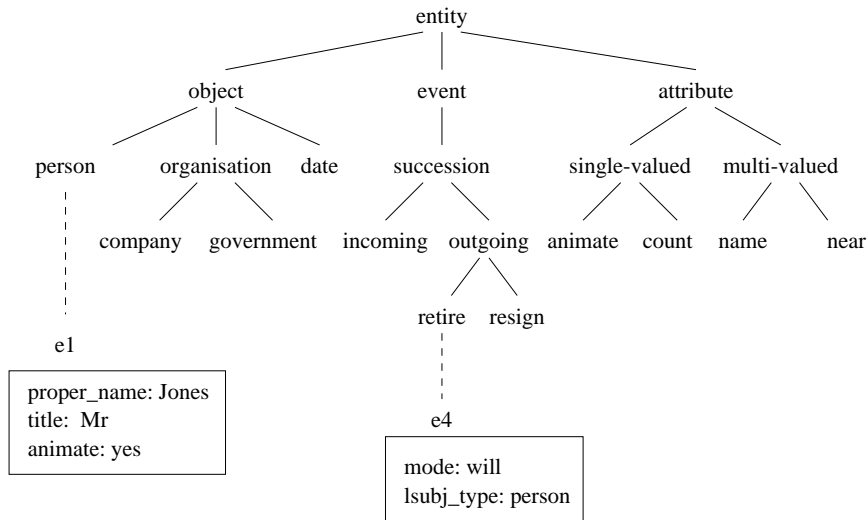 entity
object event attribute
person organisation date succession single-valued multi-valued
company government incoming outgoing animate count name near
retire resign
e1
proper_name: Jones
title: Mr
animate: yes
e4
mode: will
lsubj_type: person